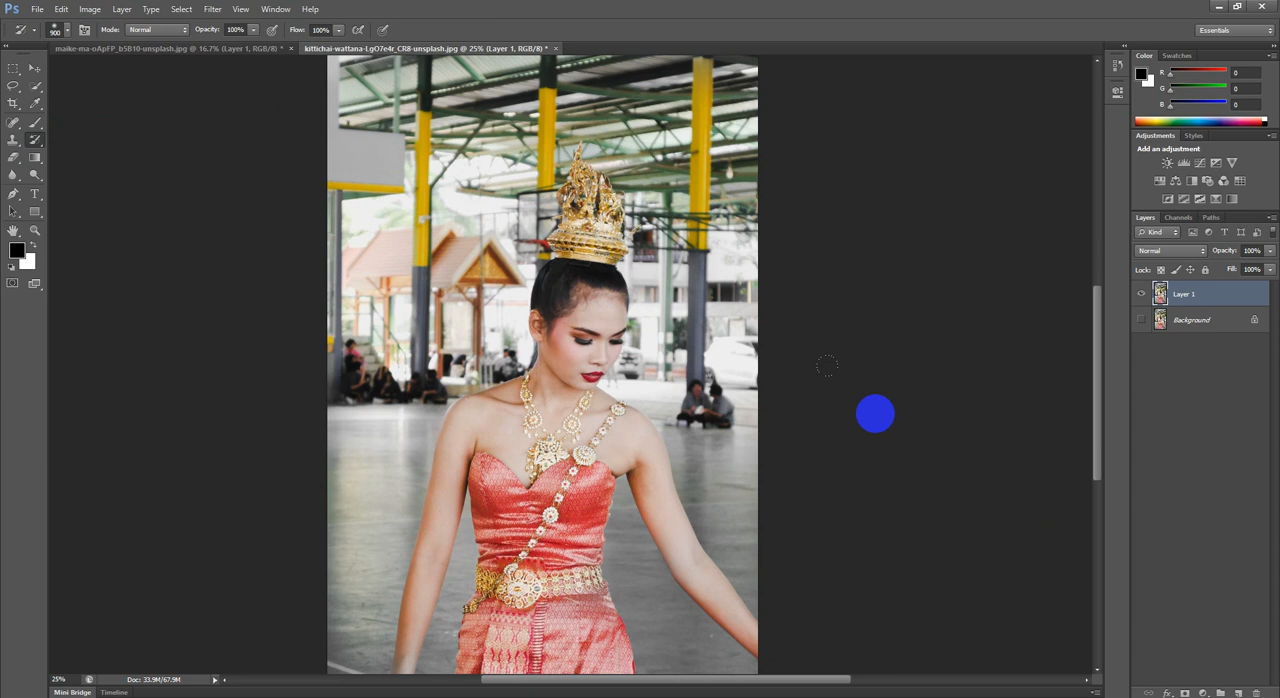 Ps File Edit Image Layer Type Select Filter View Window Help
900 Mode: Normal Opacity: 100% Flow: 100% Essentials
maike-ma-oApFP_b5B10-unsplash.jpg @ 16.7% (Layer 1, RGB/8) * × kittichai-wattana-LgO7e4r_CR8-unsplash.jpg @ 25% (Layer 1, RGB/8) * ×
Color Swatches
R 0
G 0
B 0
Adjustments Styles
Add an adjustment
Layers Channels Paths
Kind
Normal Opacity: 100%
Lock: Fill: 100%
Layer 1
Background
25% Doc: 33.9M/67.9M
Mini Bridge Timeline
fx